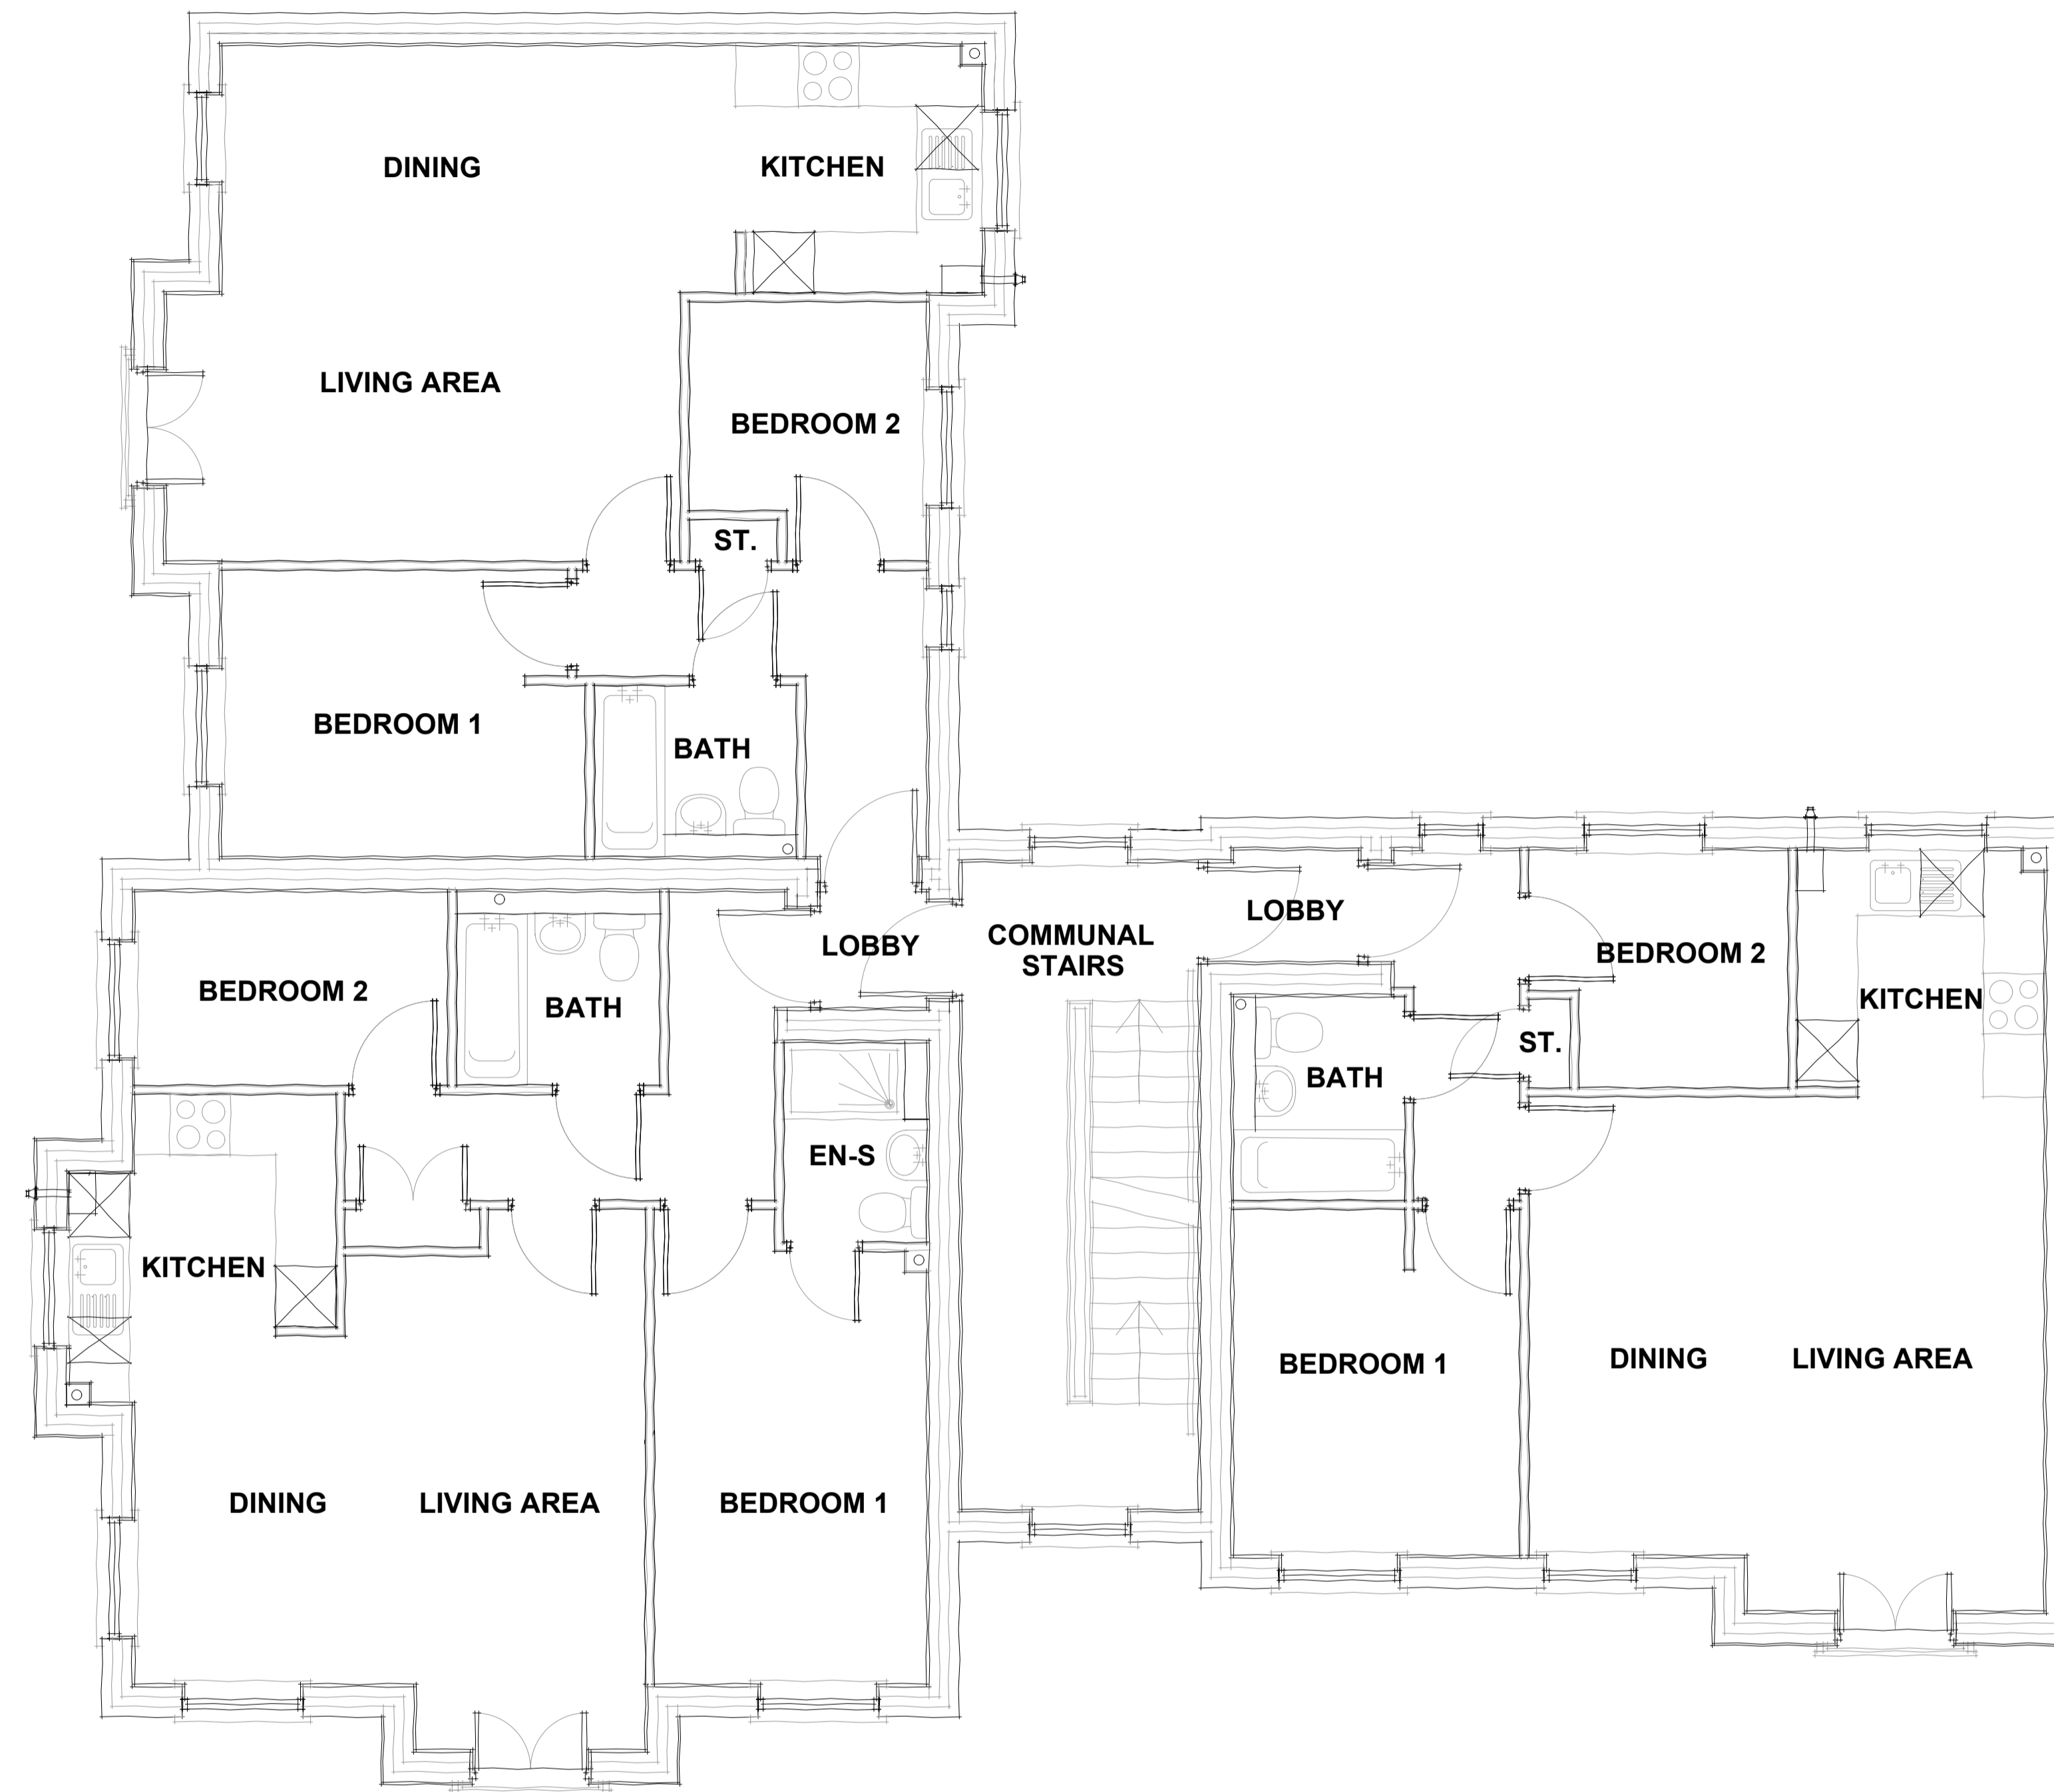 DINING
KITCHEN
LIVING AREA
BEDROOM 2
ST.
BEDROOM 1
BATH
LOBBY
COMMUNAL
STAIRS
LOBBY
BEDROOM 2
BEDROOM 2
BATH
KITCHEN
ST.
BATH
EN-S
KITCHEN
BEDROOM 1
DINING
LIVING AREA
DINING
LIVING AREA
BEDROOM 1